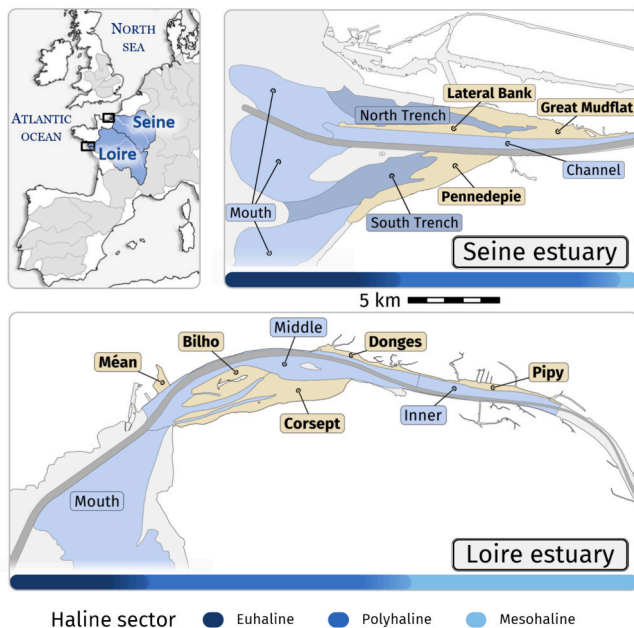 NORTH
SEA
ATLANTIC
OCEAN
Seine
Loire
Lateral Bank
Great Mudflat
North Trench
Channel
Mouth
Pennedepie
South Trench
Seine estuary
5 km
Middle
Bilho
Donges
Méan
Pipy
Inner
Corsept
Mouth
Loire estuary
Haline sector Euhaline Polyhaline Mesohaline